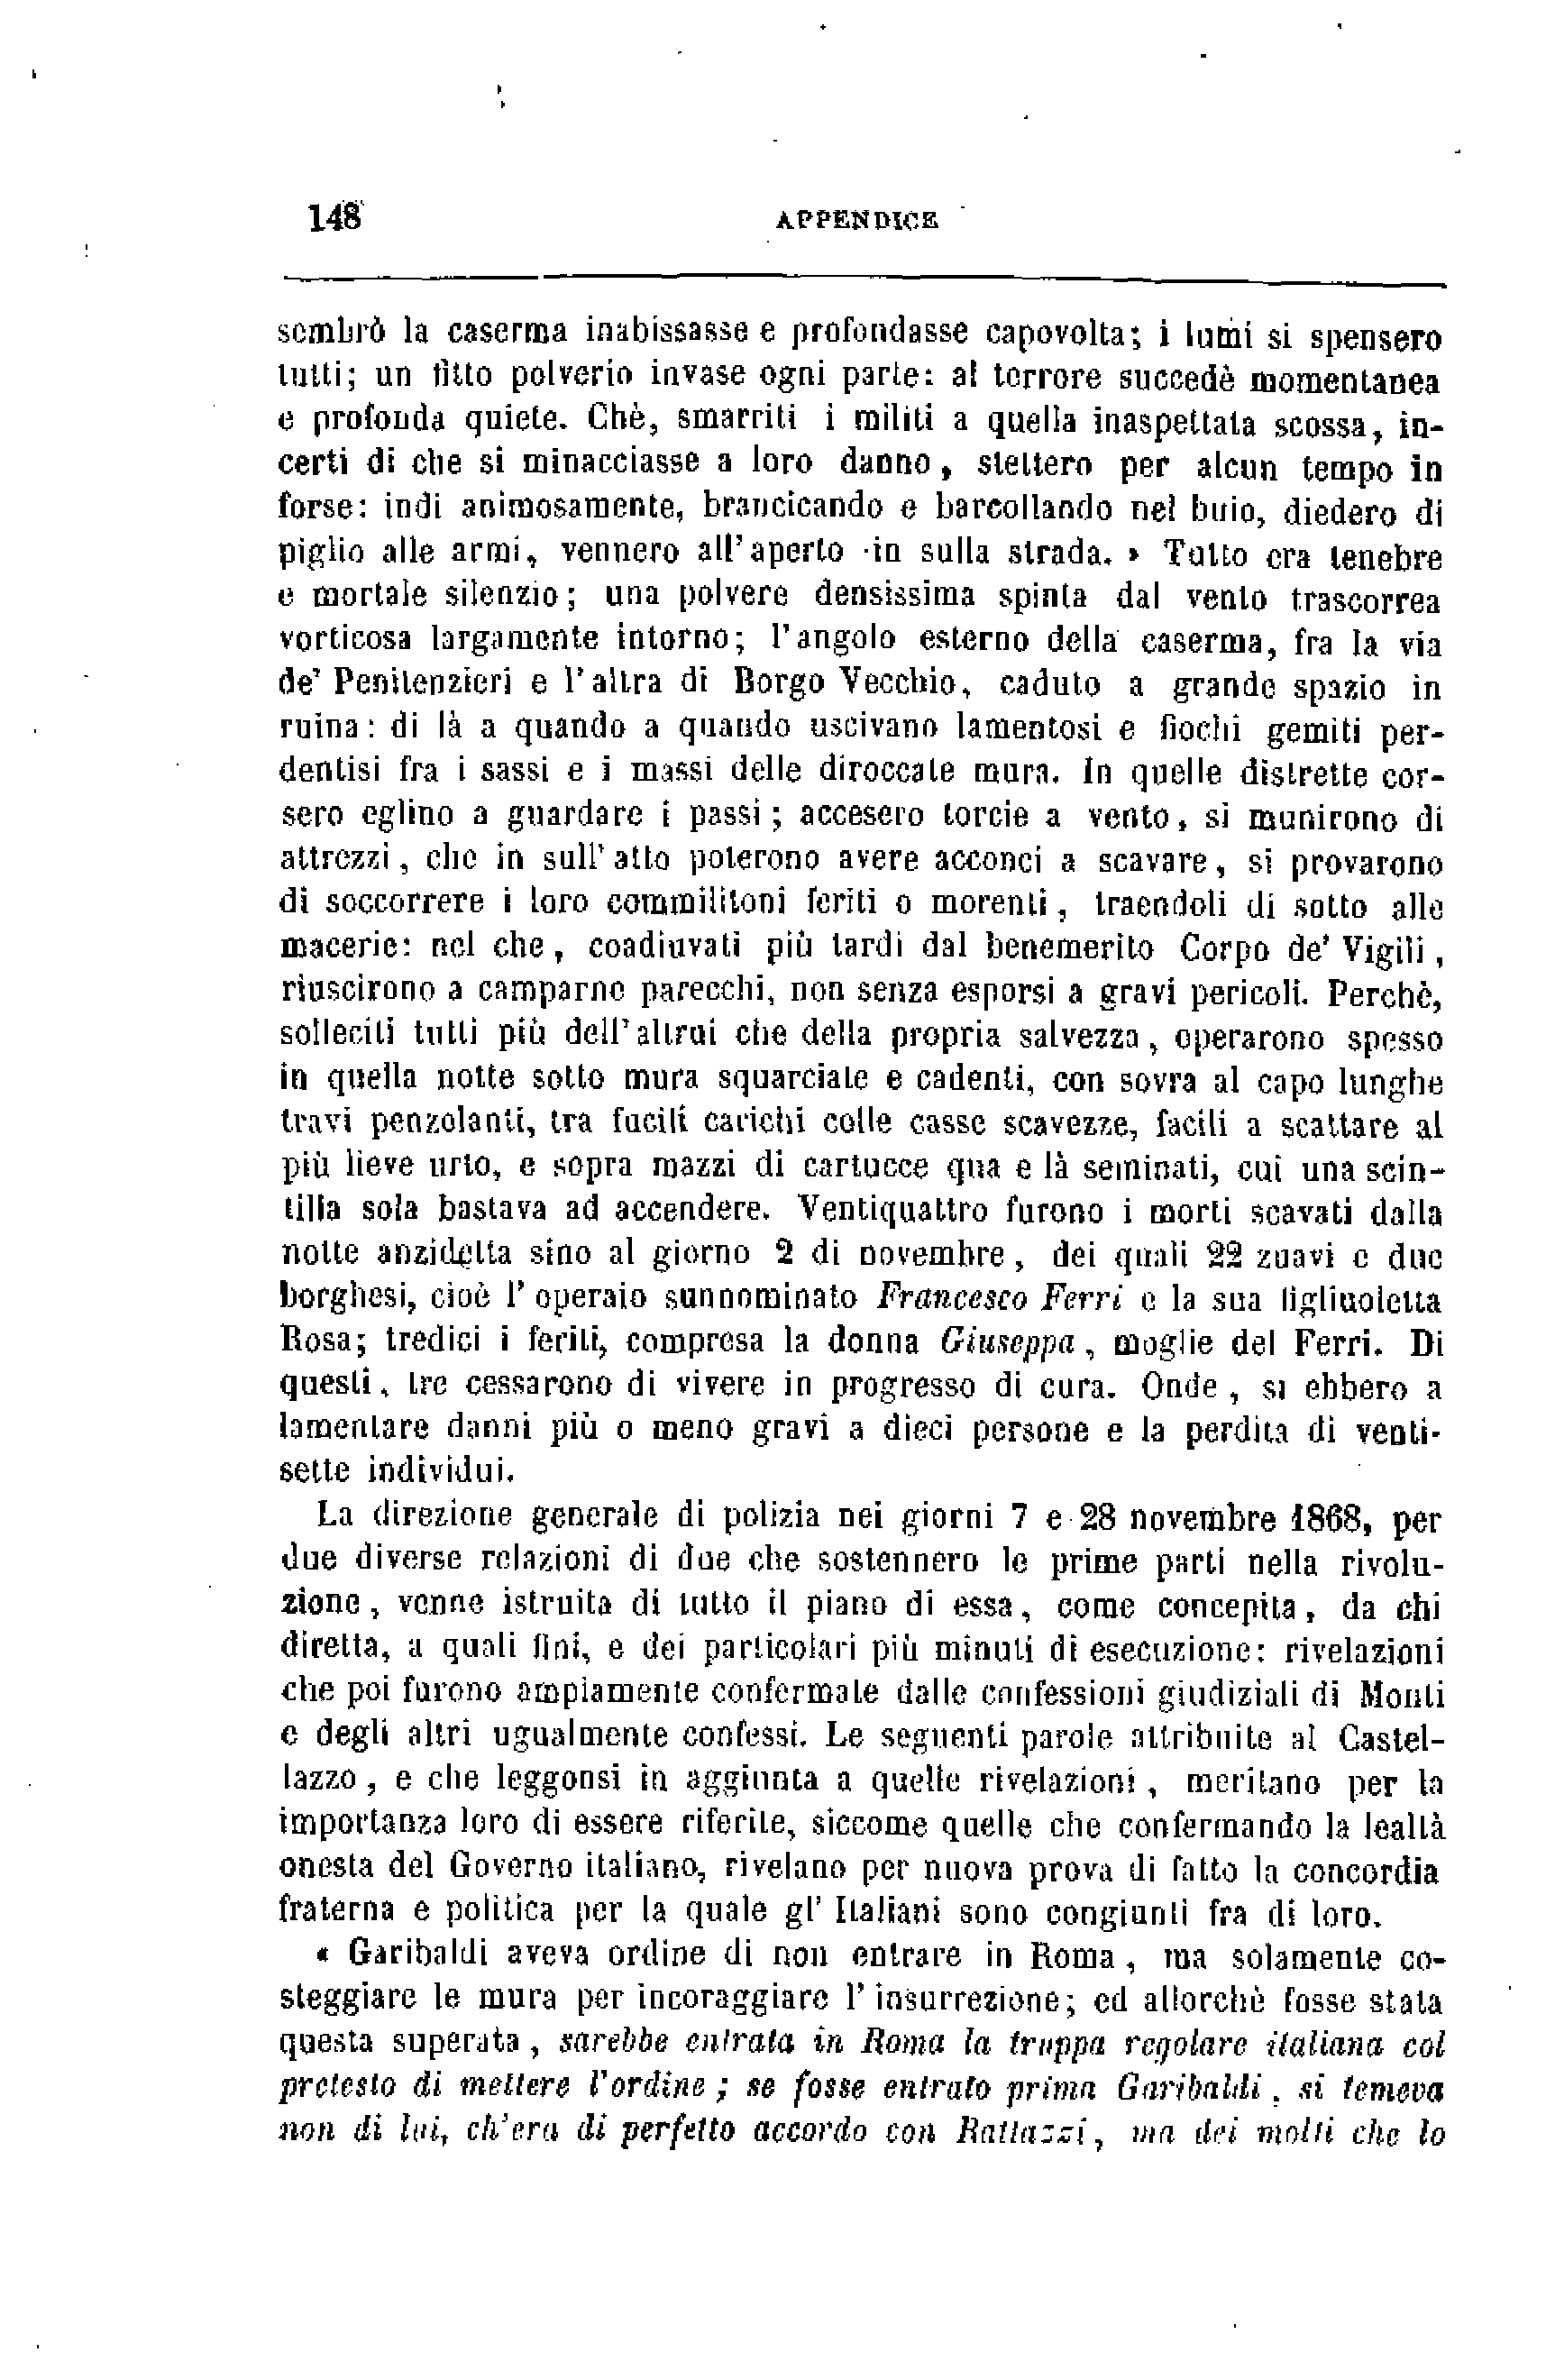 148 APPENDICE
sembrò la caserma inabissasse e profondasse capovolta; i lumi si spensero
tutti; un fitto polverio invase ogni parte: al terrore succedè momentanea
e profonda quiete. Chè, smarriti i militi a quella inaspettata scossa, in-
certi di che si minacciasse a loro danno, stettero per alcun tempo in
forse: indi animosamente, brancicando e barcollando nel buio, diedero di
piglio alle armi, vennero all'aperto in sulla strada. » Tutto era tenebre
e mortale silenzio; una polvere densissima spinta dal vento trascorrea
vorticosa largamente intorno; l'angolo esterno della caserma, fra la via
de' Penitenzieri e l'altra di Borgo Vecchio, caduto a grande spazio in
ruina: di là a quando a quando uscivano lamentosi e fiochi gemiti per-
dentisi fra i sassi e i massi delle diroccate mura. In quelle distrette cor-
sero eglino a guardare i passi; accesero torcie a vento, si munirono di
attrezzi, che in sull'atto poterono avere acconci a scavare, si provarono
di soccorrere i loro commilitoni feriti o morenti, traendoli di sotto alle
macerie: nel che, coadiuvati più tardi dal benemerito Corpo de' Vigili,
riuscirono a camparne parecchi, non senza esporsi a gravi pericoli. Perchè,
solleciti tutti più dell'altrui che della propria salvezza, operarono spesso
in quella notte sotto mura squarciate e cadenti, con sovra al capo lunghe
travi penzolanti, tra fucili carichi colle casse scavezze, facili a scattare al
più lieve urto, e sopra mazzi di cartucce qua e là seminati, cui una scin-
tilla sola bastava ad accendere. Ventiquattro furono i morti scavati dalla
notte anzidetta sino al giorno 2 di novembre, dei quali 22 zuavi e due
borghesi, cioè l'operaio sunnominato Francesco Ferri e la sua figliuoletta
Rosa; tredici i feriti, compresa la donna Giuseppa, moglie del Ferri. Di
questi, tre cessarono di vivere in progresso di cura. Onde, si ebbero a
lamentare danni più o meno gravi a dieci persone e la perdita di venti-
sette individui.
La direzione generale di polizia nei giorni 7 e 28 novembre 1868, per
due diverse relazioni di due che sostennero le prime parti nella rivolu-
zione, venne istruita di tutto il piano di essa, come concepita, da chi
diretta, a quali fini, e dei particolari più minuti di esecuzione: rivelazioni
che poi furono ampiamente confermate dalle confessioni giudiziali di Monti
e degli altri ugualmente confessi. Le seguenti parole attribuite al Castel-
lazzo, e che leggonsi in aggiunta a quelle rivelazioni, meritano per la
importanza loro di essere riferite, siccome quelle che confermando la lealtà
onesta del Governo italiano, rivelano per nuova prova di fatto la concordia
fraterna e politica per la quale gl' Italiani sono congiunti fra di loro.
« Garibaldi aveva ordine di non entrare in Roma, ma solamente co-
steggiare le mura per incoraggiare l' insurrezione; ed allorchè fosse stata
questa superata, sarebbe entrata in Roma la truppa regolare italiana col
pretesto di mettere l'ordine; se fosse entrato prima Garibaldi, si temeva
non di lui, ch'era di perfetto accordo con Rattazzi, ma dei molti che lo